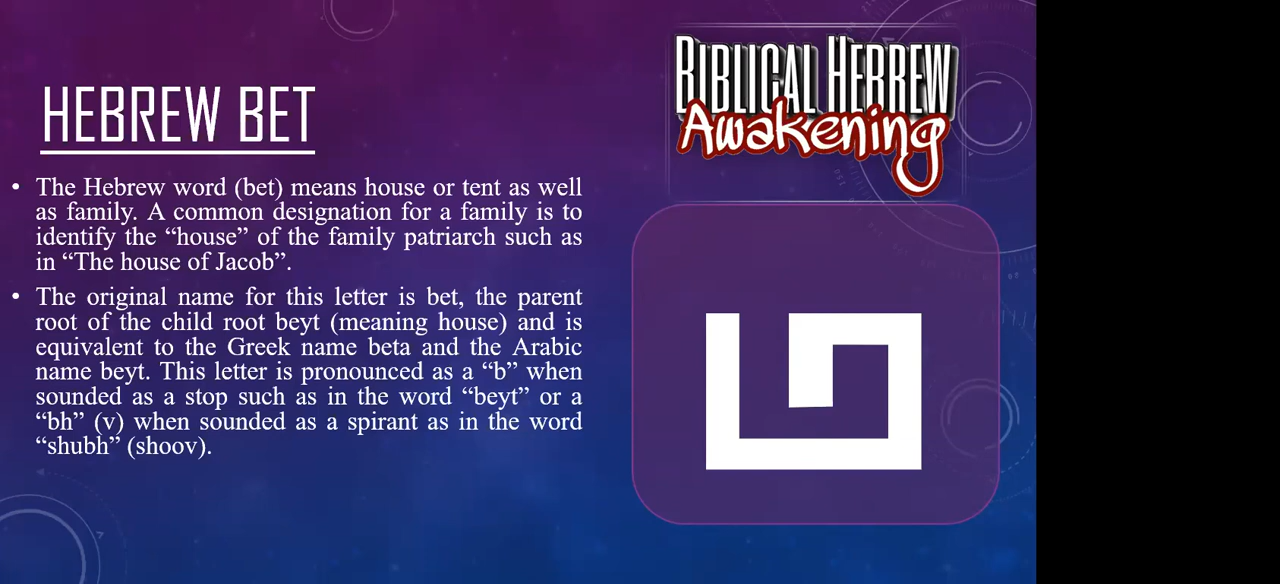 BIBLICAL HEBREW
Awakening
HEBREW BET
• The Hebrew word (bet) means house or tent as well
as family. A common designation for a family is to
identify the “house” of the family patriarch such as
in “The house of Jacob”.
• The original name for this letter is bet, the parent
root of the child root beyt (meaning house) and is
equivalent to the Greek name beta and the Arabic
name beyt. This letter is pronounced as a “b” when
sounded as a stop such as in the word “beyt” or a
“bh” (v) when sounded as a spirant as in the word
“shubh” (shoov).